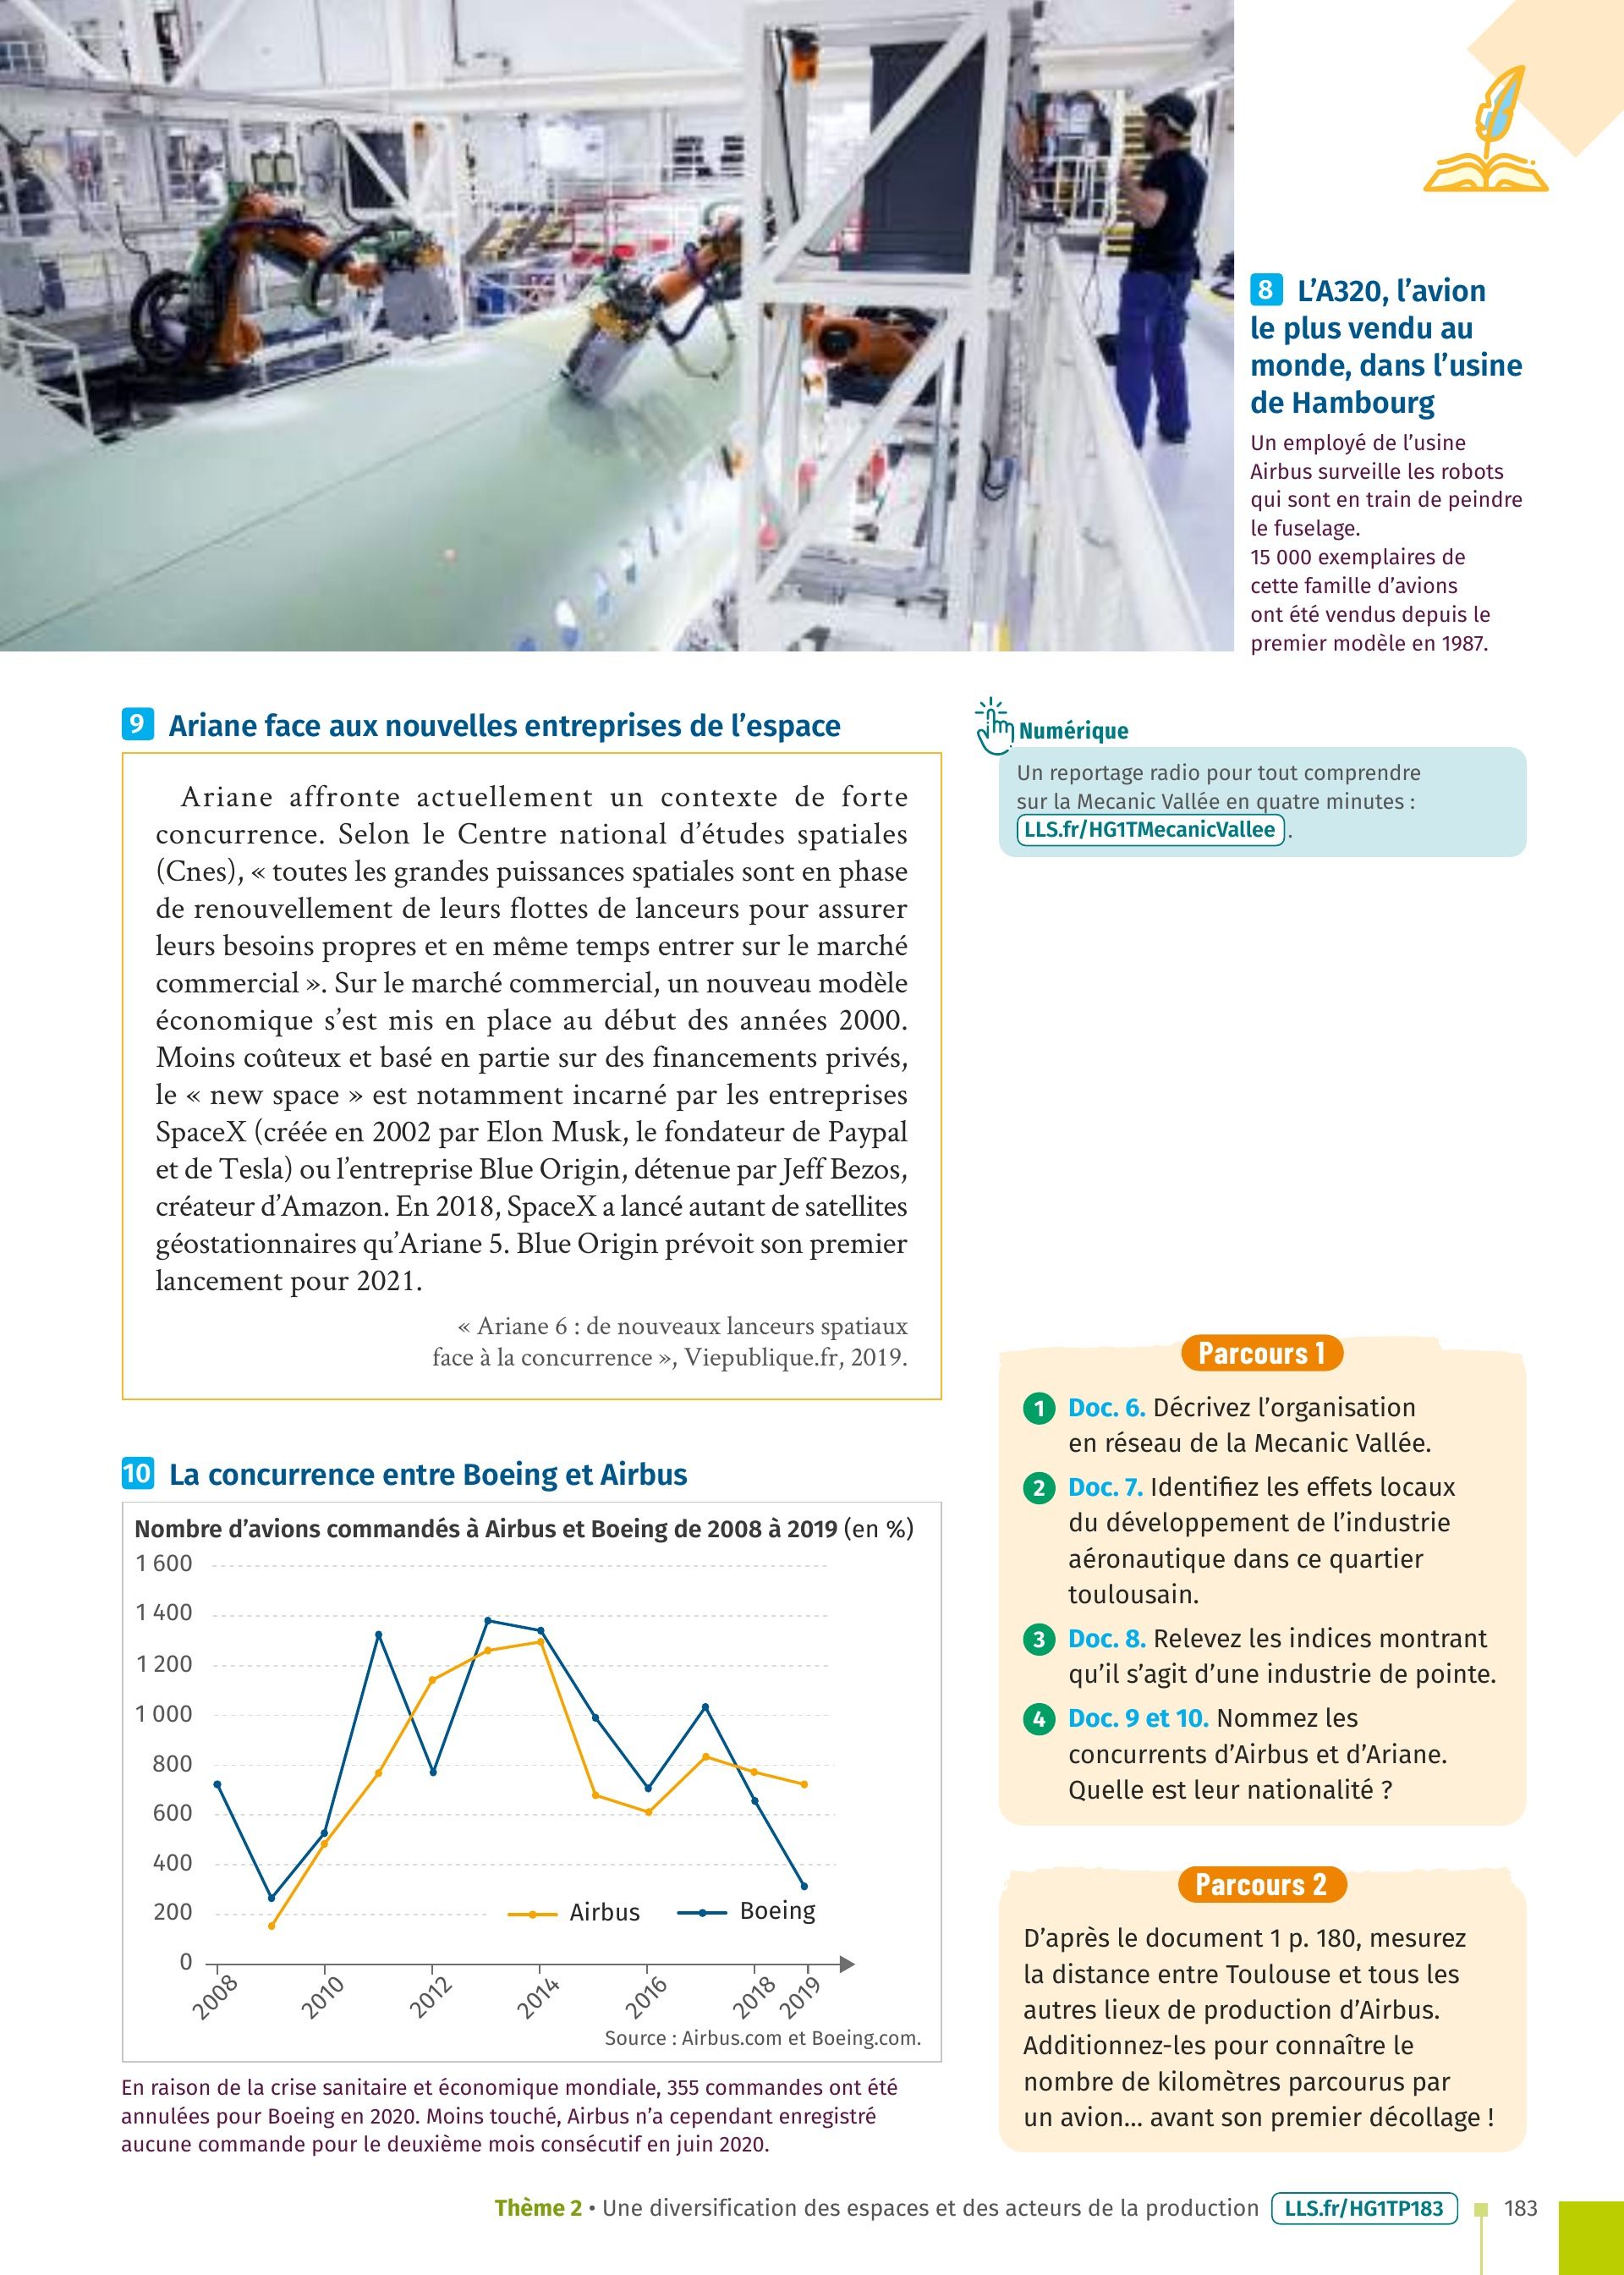 8 L’A320, l’avion
le plus vendu au
monde, dans l’usine
de Hambourg
Un employé de l’usine
Airbus surveille les robots
qui sont en train de peindre
le fuselage.
15 000 exemplaires de
cette famille d’avions
ont été vendus depuis le
premier modèle en 1987.
9 Ariane face aux nouvelles entreprises de l’espace
Ariane affronte actuellement un contexte de forte
concurrence. Selon le Centre national d’études spatiales
(Cnes), « toutes les grandes puissances spatiales sont en phase
de renouvellement de leurs flottes de lanceurs pour assurer
leurs besoins propres et en même temps entrer sur le marché
commercial ». Sur le marché commercial, un nouveau modèle
économique s’est mis en place au début des années 2000.
Moins coûteux et basé en partie sur des financements privés,
le « new space » est notamment incarné par les entreprises
SpaceX (créée en 2002 par Elon Musk, le fondateur de Paypal
et de Tesla) ou l’entreprise Blue Origin, détenue par Jeff Bezos,
créateur d’Amazon. En 2018, SpaceX a lancé autant de satellites
géostationnaires qu’Ariane 5. Blue Origin prévoit son premier
lancement pour 2021.
« Ariane 6 : de nouveaux lanceurs spatiaux
face à la concurrence », Viepublique.fr, 2019.
10 La concurrence entre Boeing et Airbus
Nombre d’avions commandés à Airbus et Boeing de 2008 à 2019 (en %)
1 600
1 400
1 200
1 000
800
600
400
200
0
Airbus
Boeing
2008
2010
2012
2014
2016
2018
2019
Source : Airbus.com et Boeing.com.
En raison de la crise sanitaire et économique mondiale, 355 commandes ont été
annulées pour Boeing en 2020. Moins touché, Airbus n’a cependant enregistré
aucune commande pour le deuxième mois consécutif en juin 2020.
Numérique
Un reportage radio pour tout comprendre
sur la Mecanic Vallée en quatre minutes :
LLS.fr/HG1TMecanicVallee .
Parcours 1
1 Doc. 6. Décrivez l’organisation
en réseau de la Mecanic Vallée.
2 Doc. 7. Identifiez les effets locaux
du développement de l’industrie
aéronautique dans ce quartier
toulousain.
3 Doc. 8. Relevez les indices montrant
qu’il s’agit d’une industrie de pointe.
4 Doc. 9 et 10. Nommez les
concurrents d’Airbus et d’Ariane.
Quelle est leur nationalité ?
Parcours 2
D’après le document 1 p. 180, mesurez
la distance entre Toulouse et tous les
autres lieux de production d’Airbus.
Additionnez-les pour connaître le
nombre de kilomètres parcourus par
un avion... avant son premier décollage !
Thème 2 • Une diversification des espaces et des acteurs de la production LLS.fr/HG1TP183 183